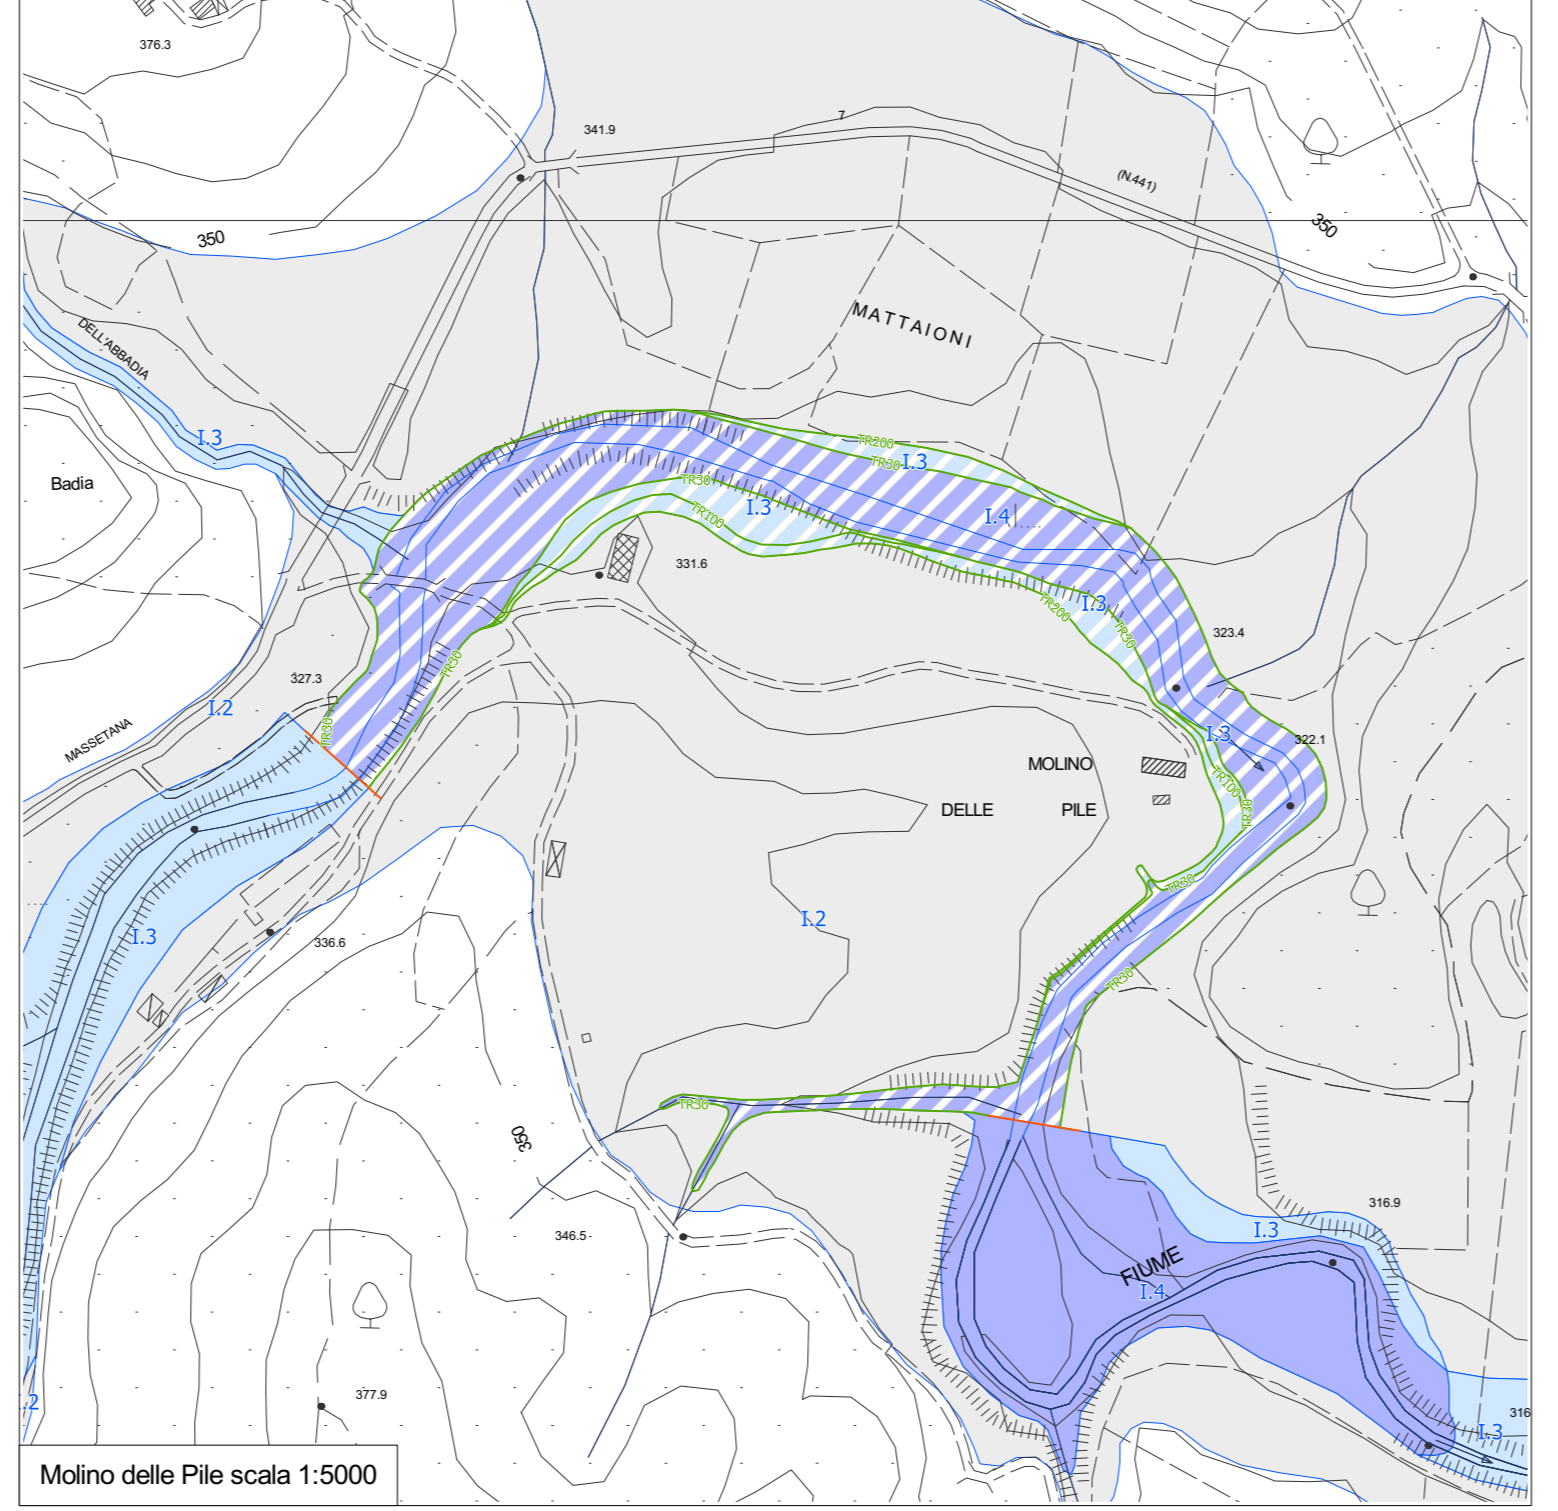 376.3
341.9
7
(N.441)
350
350
MATTAIONI
DELL'ABBADIA
I.3
TR200
TR30
I.3
Badia
TR30
I.3
TR100
I.4
331.6
I.3
TR200
TR30
323.4
TR30
327.3
I.2
TR30
MASSETANA
I.3
322.1
MOLINO
TR100
TR30
DELLE PILE
TR30
I.2
I.3
336.6
TR30
TR30
350
316.9
I.3
346.5
FIUME
I.4
377.9
.2
316
I.3
Molino delle Pile scala 1:5000